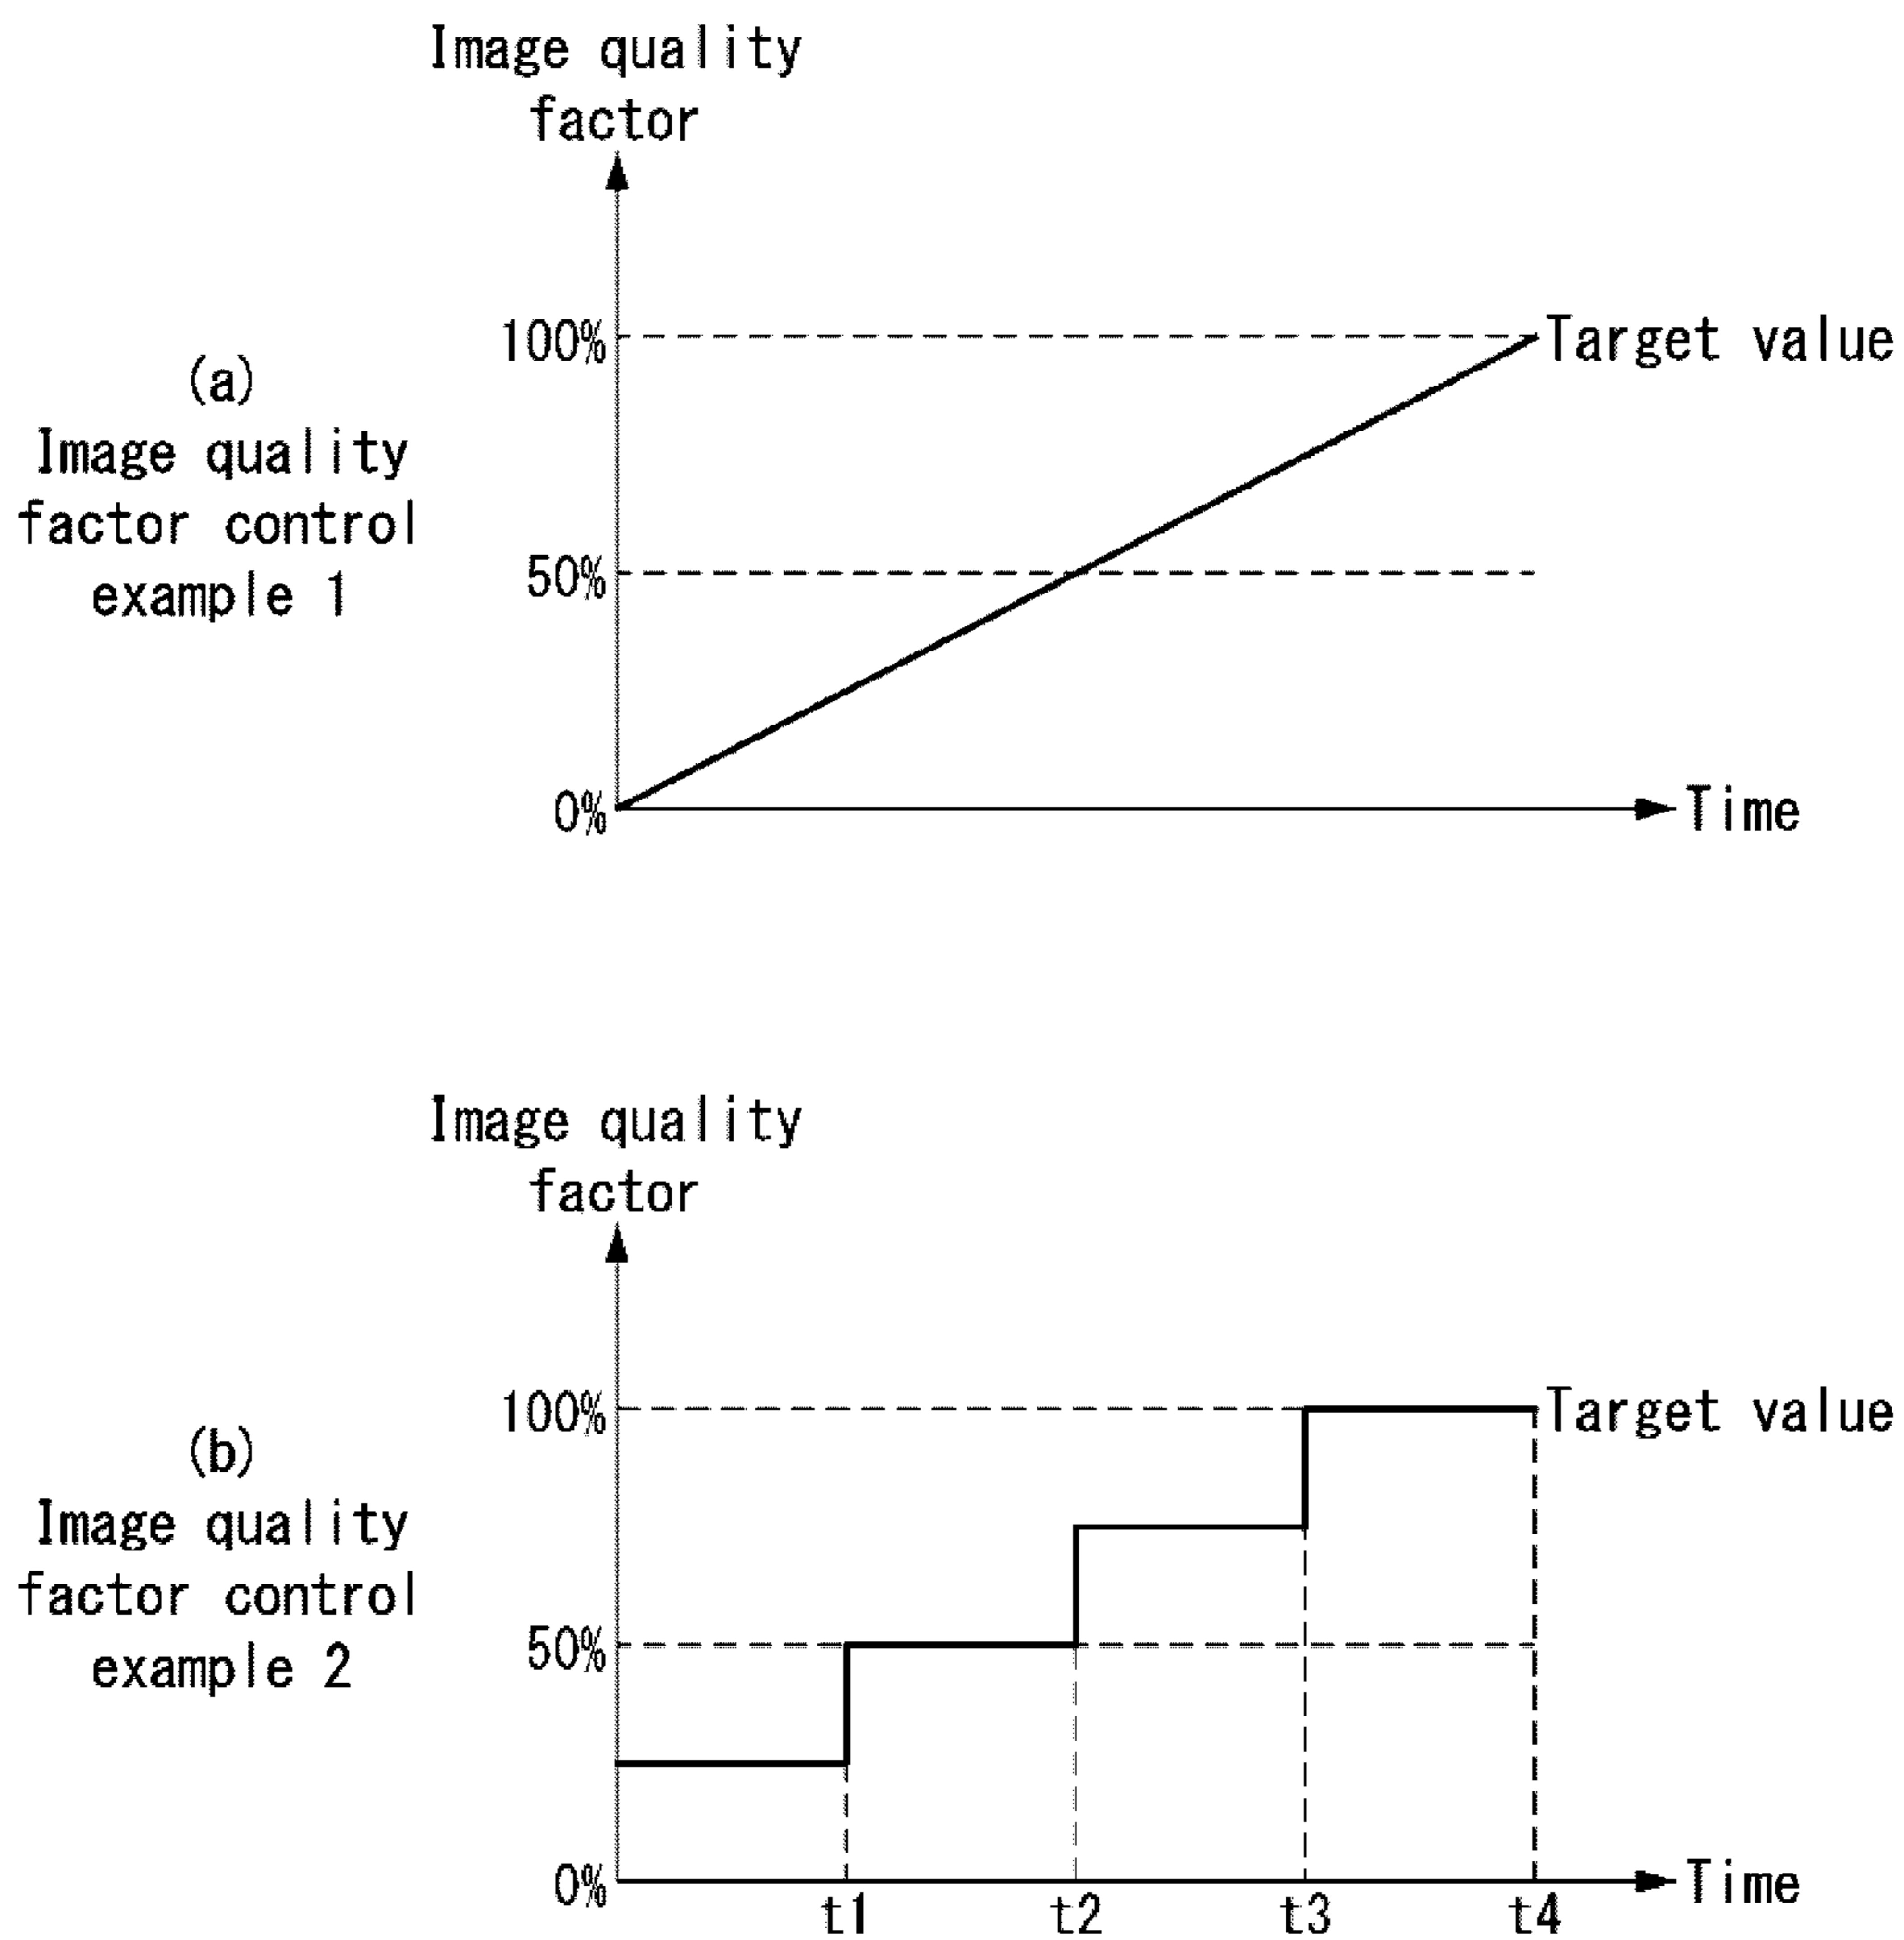 Image quality
factor
100%
Target value
(a)
Image quality
factor control
example 1
50%
0%
Time
Image quality
factor
100%
Target value
(b)
Image quality
factor control
example 2
50%
0%
Time
t1
t2
t3
t4